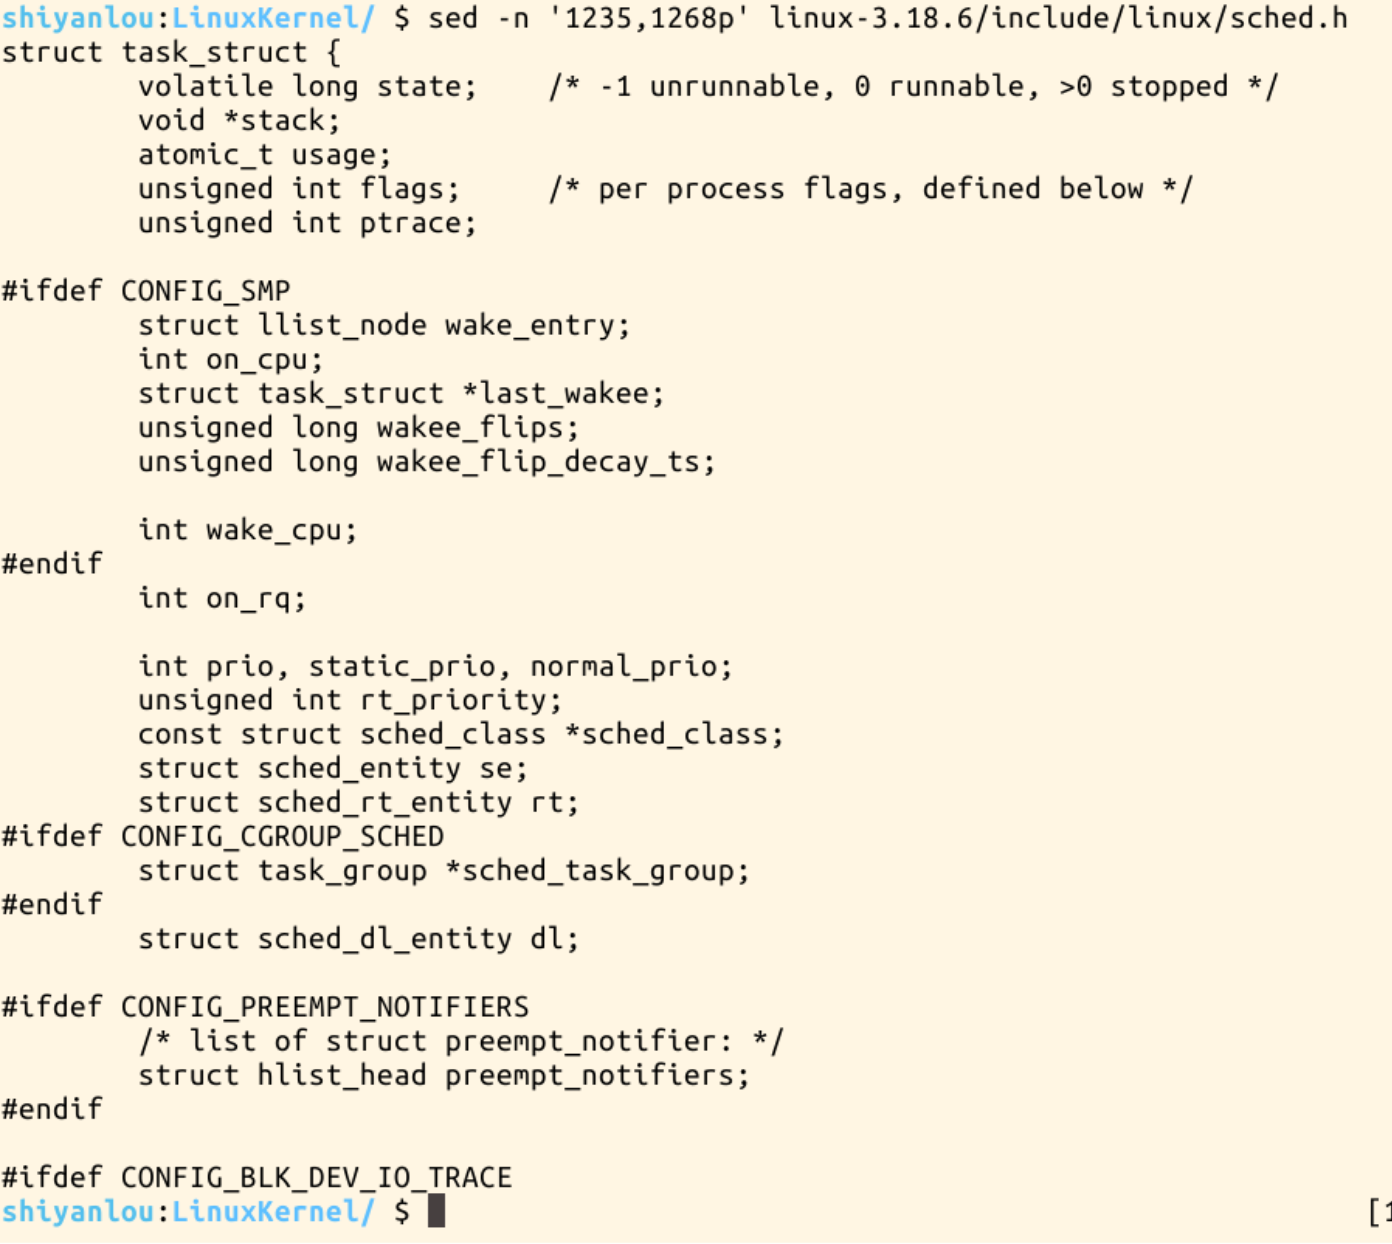 shiyanlou:LinuxKernel/ $ sed -n '1235,1268p' linux-3.18.6/include/linux/sched.h
struct task_struct {
        volatile long state;    /* -1 unrunnable, 0 runnable, >0 stopped */
        void *stack;
        atomic_t usage;
        unsigned int flags;     /* per process flags, defined below */
        unsigned int ptrace;

#ifdef CONFIG_SMP
        struct llist_node wake_entry;
        int on_cpu;
        struct task_struct *last_wakee;
        unsigned long wakee_flips;
        unsigned long wakee_flip_decay_ts;

        int wake_cpu;
#endif
        int on_rq;

        int prio, static_prio, normal_prio;
        unsigned int rt_priority;
        const struct sched_class *sched_class;
        struct sched_entity se;
        struct sched_rt_entity rt;
#ifdef CONFIG_CGROUP_SCHED
        struct task_group *sched_task_group;
#endif
        struct sched_dl_entity dl;

#ifdef CONFIG_PREEMPT_NOTIFIERS
        /* list of struct preempt_notifier: */
        struct hlist_head preempt_notifiers;
#endif

#ifdef CONFIG_BLK_DEV_IO_TRACE
shiyanlou:LinuxKernel/ $ [1